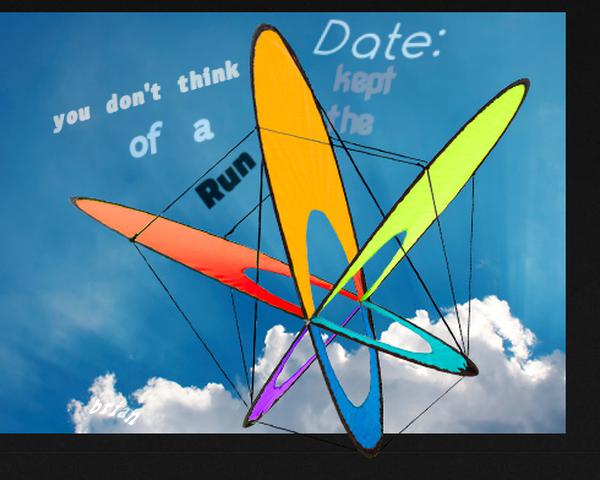 Date:
you don't think
kept
of a
the
Run
brian